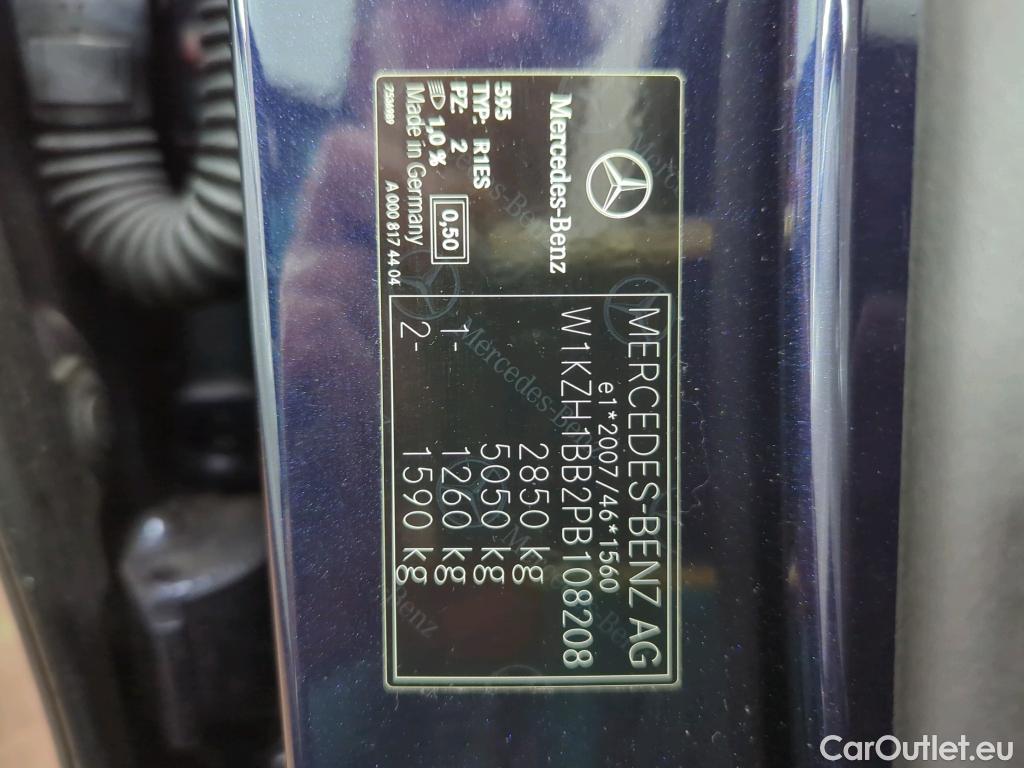 MERCEDES-BENZ AG
e1*2007/46*1560
W1KZH1BB2PB108208
2850 kg
5050 kg
1- 1260 kg
2- 1590 kg
Mercedes-Benz
595
TYP: R1ES
PZ: 2
0,50
1,0 %
Made in Germany
A 000 817 44 04
CarOutlet.eu